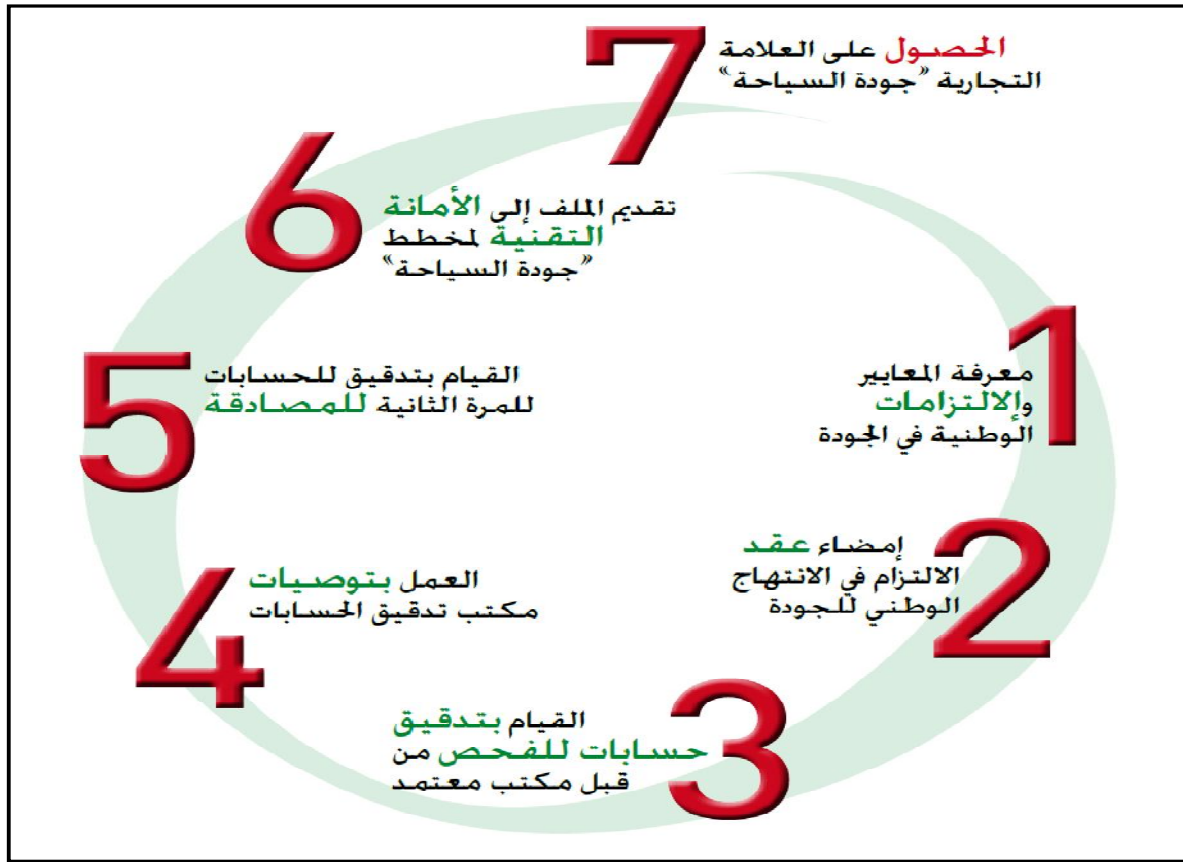 1
معرفة المعايير
وإلالتزامات
الوطنية في الجودة
2
إمضاء عقد
الالتزام في الانتهاج
الوطني للجودة
3
القيام بتدقيق
حسابات للفحص من
قبل مكتب معتمد
4
العمل بتوصيات
مكتب تدقيق الحسابات
5
القيام بتدقيق للحسابات
للمرة الثانية للمصادقة
6
تقديم الملف إلى الأمانة
التقنية لمخطط
«جودة السياحة»
7
الحصول على العلامة
التجارية «جودة السياحة»